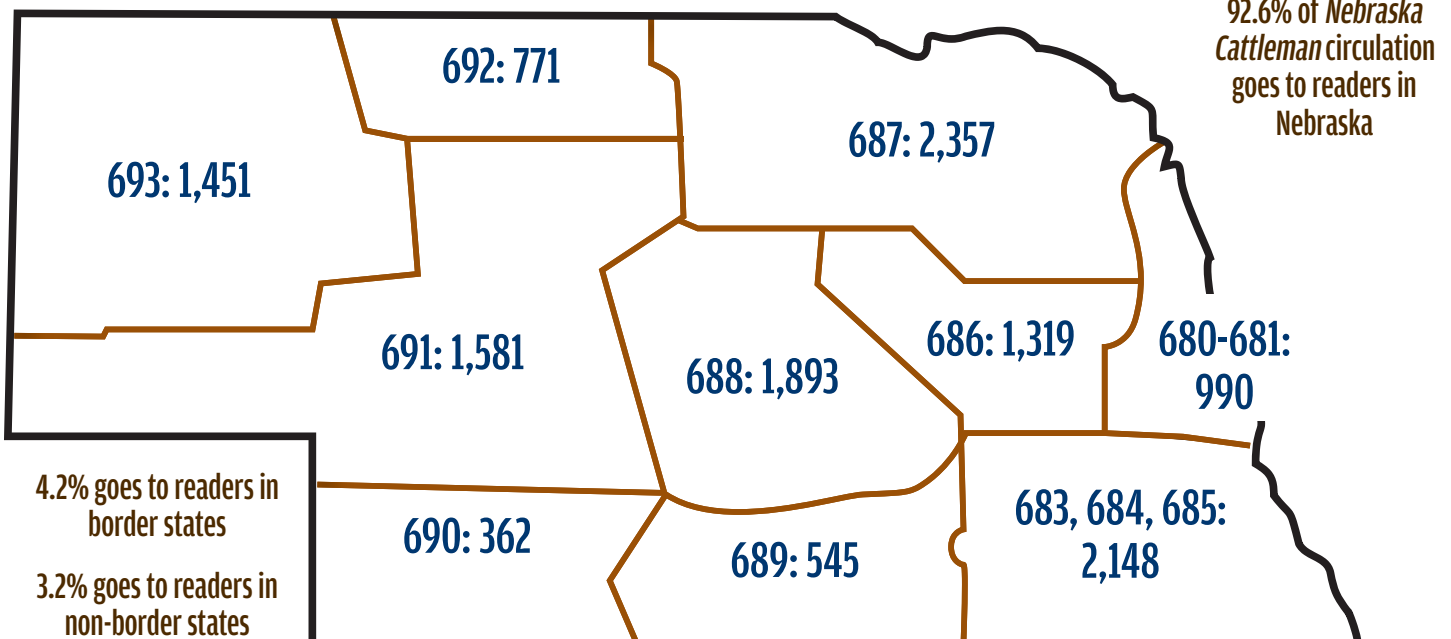 92.6% of Nebraska
Cattleman circulation
goes to readers in
Nebraska
692: 771
687: 2,357
693: 1,451
691: 1,581
688: 1,893
686: 1,319
680-681:
990
4.2% goes to readers in
border states
3.2% goes to readers in
non-border states
690: 362
689: 545
683, 684, 685:
2,148